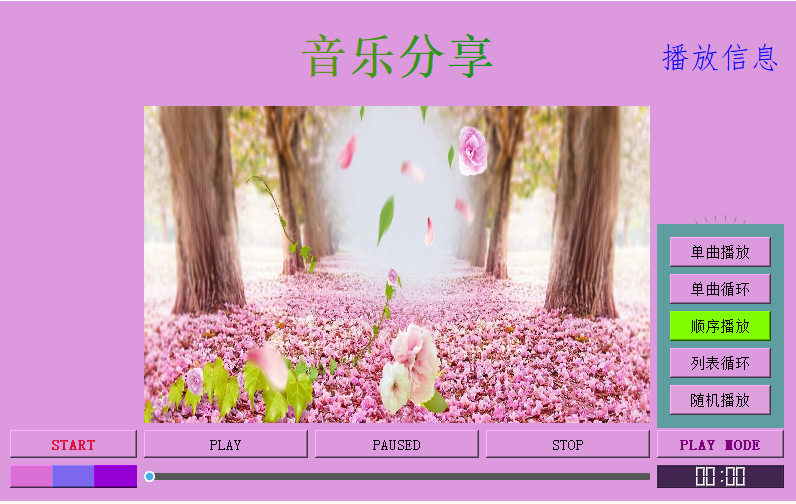 音乐分享
播放信息
单曲播放
单曲循环
顺序播放
列表循环
随机播放
START
PLAY
PAUSED
STOP
PLAY MODE
00:00